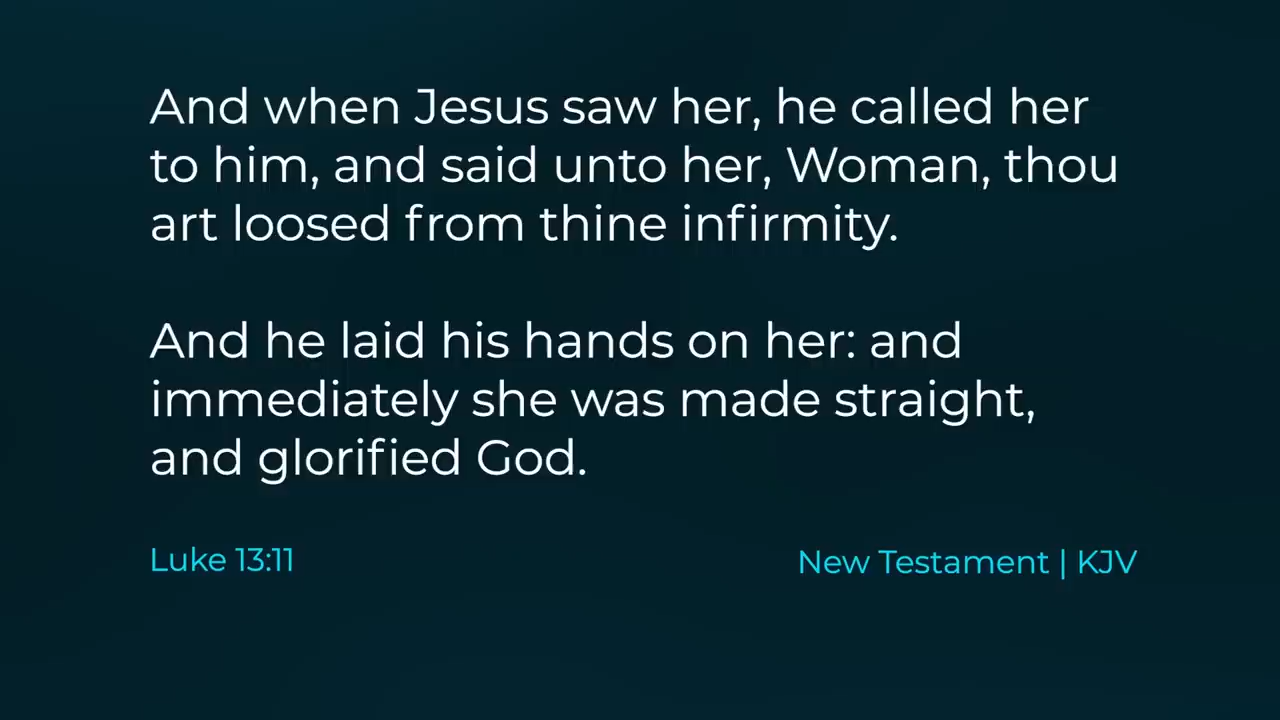 And when Jesus saw her, he called her
to him, and said unto her, Woman, thou
art loosed from thine infirmity.
And he laid his hands on her: and
immediately she was made straight,
and glorified God.
Luke 13:11
New Testament | KJV